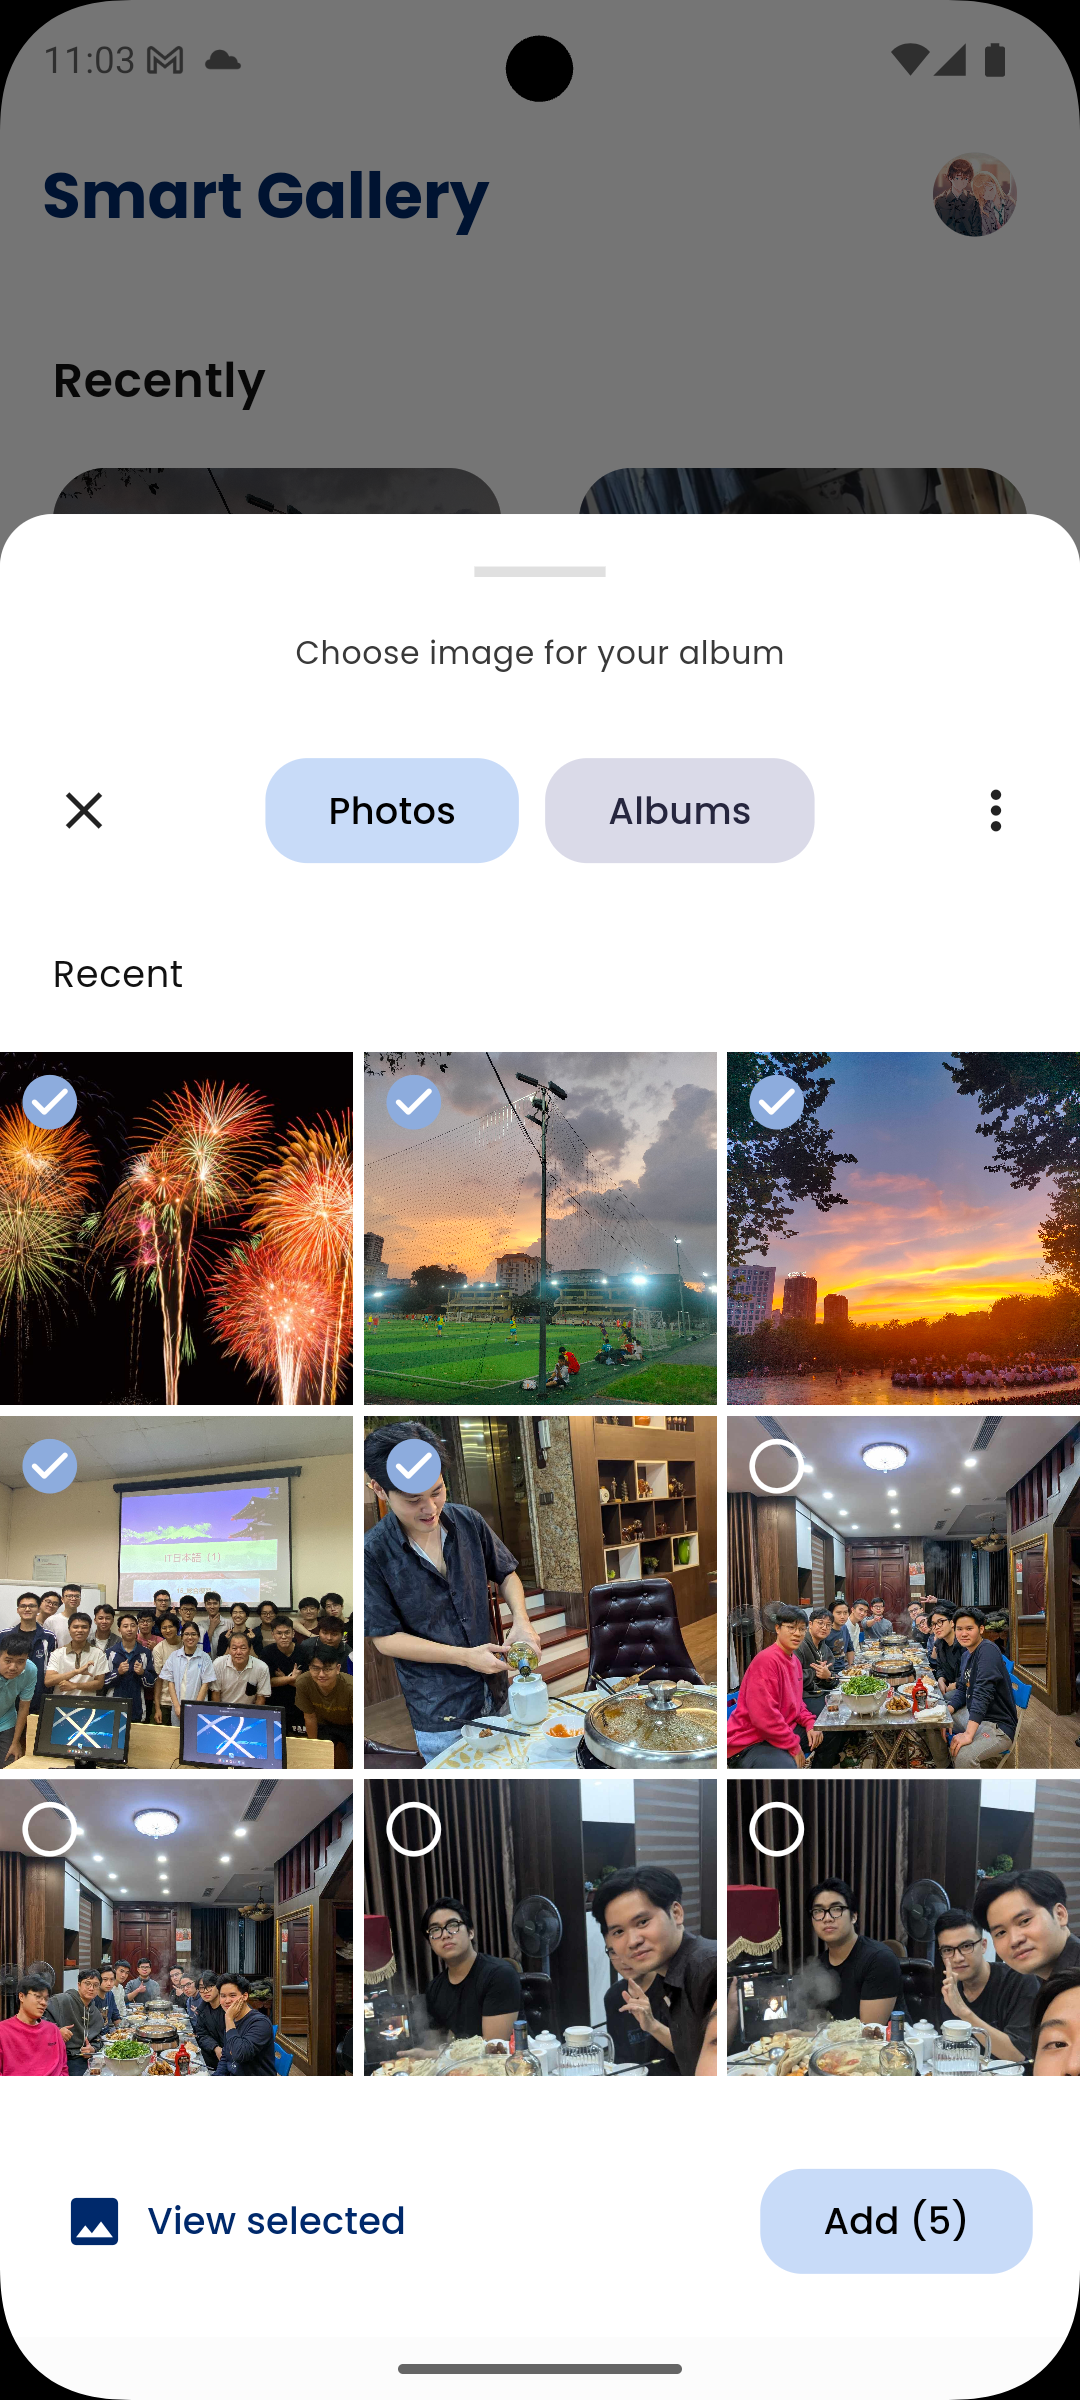 11:03
Smart Gallery
Recently
Choose image for your album
Photos
Albums
Recent
IT日本語 (1)
View selected
Add (5)